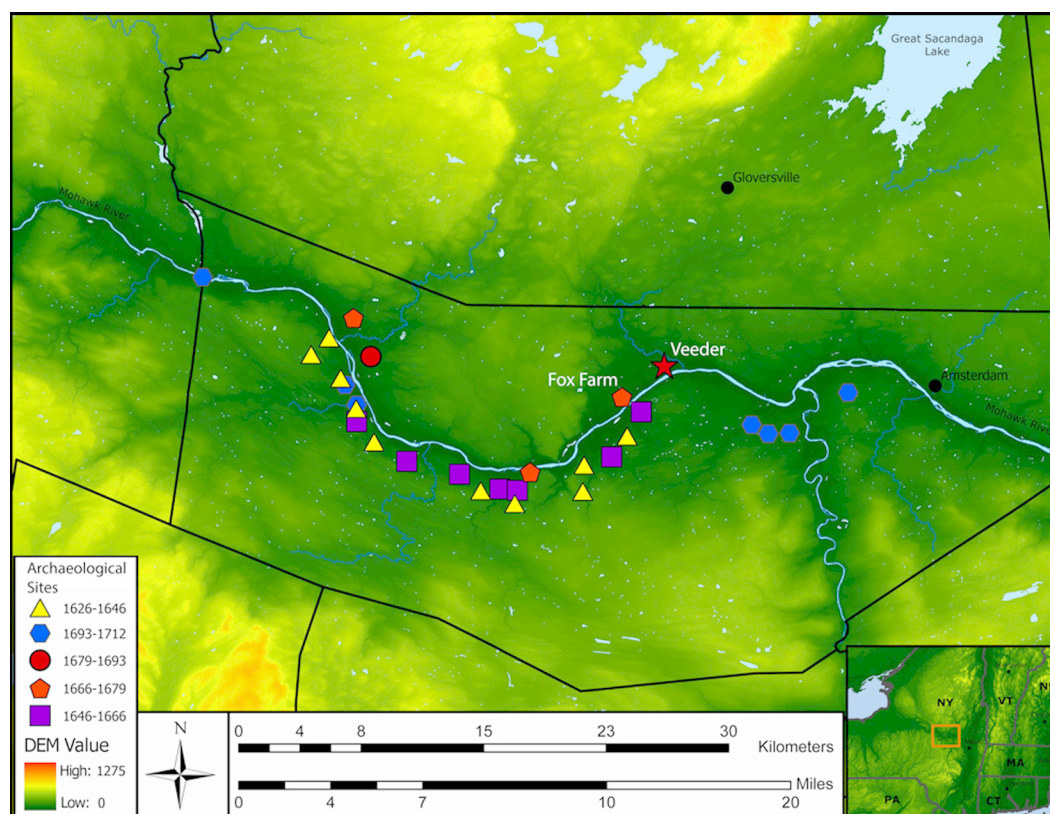 Great Sacandaga
Lake
Gloversville
Mohawk River
Veeder
Fox Farm
Amsterdam
Mohawk River
Archaeological
Sites
1626-1646
1693-1712
1679-1693
1666-1679
1646-1666
DEM Value
High: 1275
Low: 0
N
0 4 8 15 23 30
Kilometers
Miles
0 4 7 10 20
NY
VT
MA
CT
PA